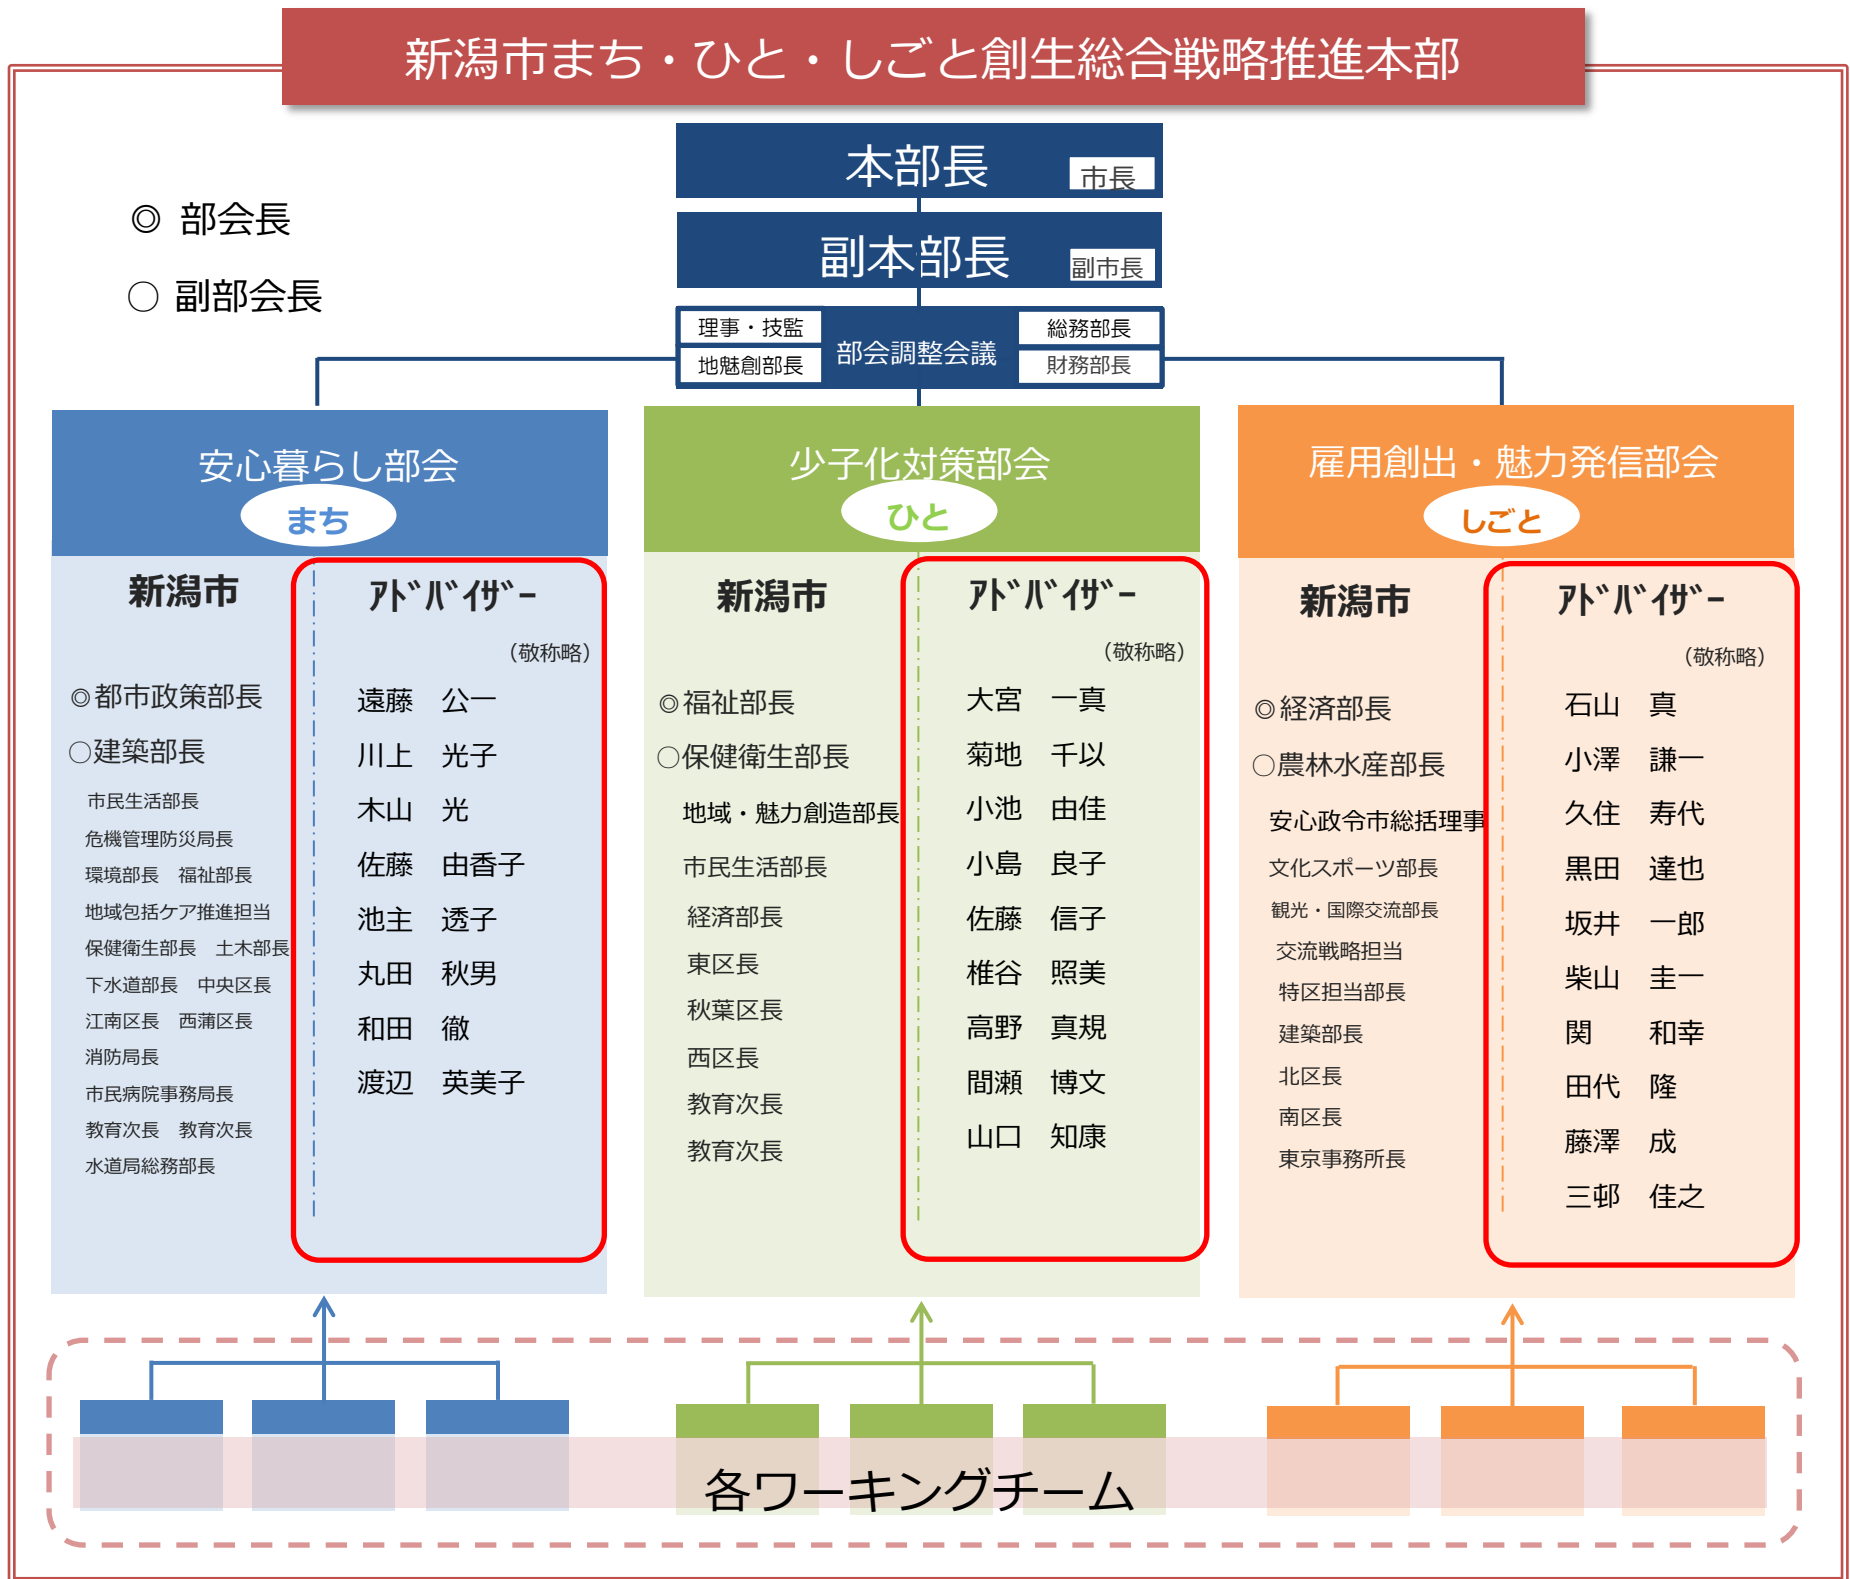 新潟市まち・ひと・しごと創生総合戦略推進本部
本部長
市長
◎ 部会長
副本部長
副市長
〇 副部会長
理事・技監
地魅創部長
部会調整会議
総務部長
財務部長
安心暮らし部会
まち
新潟市
◎都市政策部長
〇建築部長
市民生活部長
危機管理防災局長
環境部長 福祉部長
地域包括ケア推進担当
保健衛生部長 土木部長
下水道部長 中央区長
江南区長 西蒲区長
消防局長
市民病院事務局長
教育次長 教育次長
水道局総務部長
ｱﾄﾞﾊﾞｲｻﾞｰ
（敬称略）
遠藤 公一
川上 光子
木山 光
佐藤 由香子
池主 透子
丸田 秋男
和田 徹
渡辺 英美子
少子化対策部会
ひと
新潟市
◎福祉部長
〇保健衛生部長
地域・魅力創造部長
市民生活部長
経済部長
東区長
秋葉区長
西区長
教育次長
教育次長
ｱﾄﾞﾊﾞｲｻﾞｰ
（敬称略）
大宮 一真
菊地 千以
小池 由佳
小島 良子
佐藤 信子
椎谷 照美
高野 真規
間瀬 博文
山口 知康
雇用創出・魅力発信部会
しごと
新潟市
◎経済部長
〇農林水産部長
安心政令市総括理事
文化スポーツ部長
観光・国際交流部長
交流戦略担当
特区担当部長
建築部長
北区長
南区長
東京事務所長
ｱﾄﾞﾊﾞｲｻﾞｰ
（敬称略）
石山 真
小澤 謙一
久住 寿代
黒田 達也
坂井 一郎
柴山 圭一
関 和幸
田代 隆
藤澤 成
三邨 佳之
各ワーキングチーム